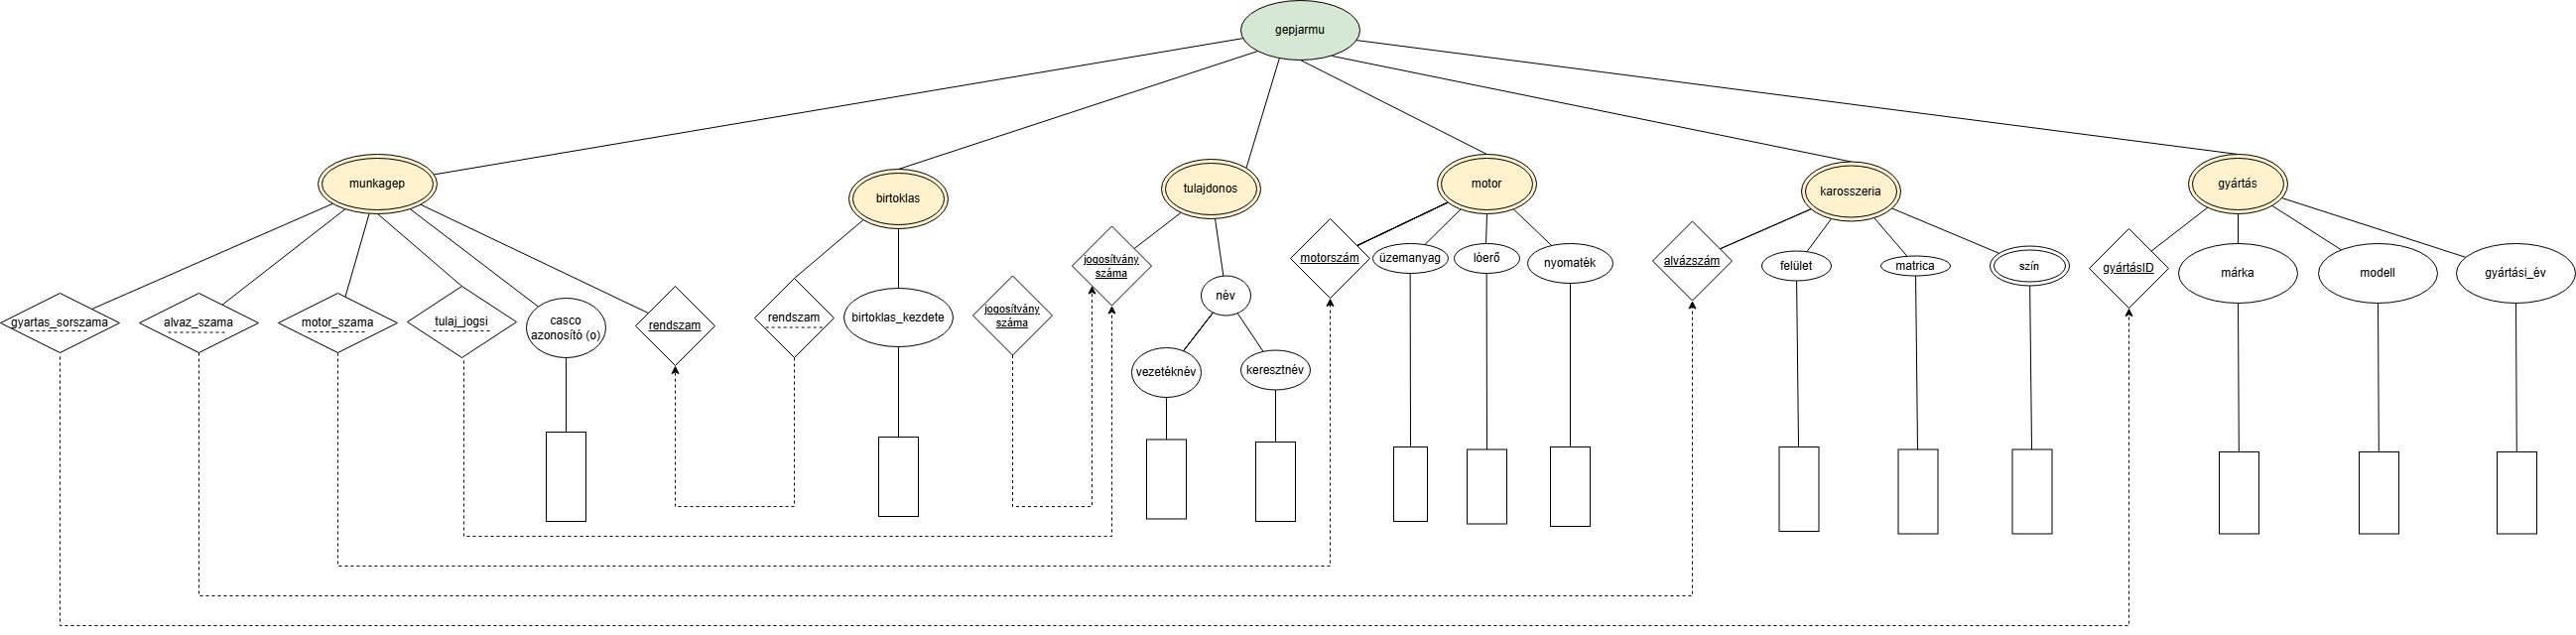 gepjarmu
munkagep
birtoklas
tulajdonos
motor
karosszeria
gyártás
gyartas_sorszama
alvaz_szama
motor_szama
tulaj_jogsi
casco
azonosító (o)
rendszam
rendszam
birtoklas_kezdete
jogosítvány
száma
jogosítvány
száma
név
vezetéknév
keresztnév
motorszám
üzemanyag
lóerő
nyomaték
alvázszám
felület
matrica
szín
gyártásID
márka
modell
gyártási_év